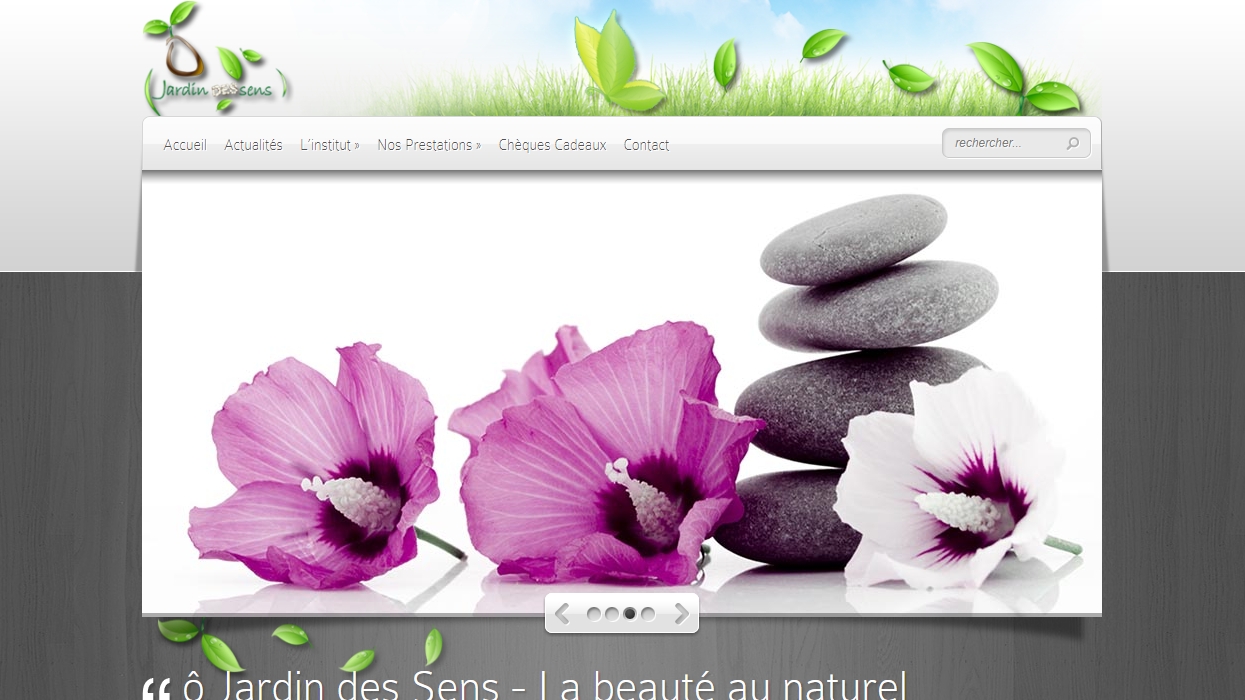 Jardin des sens
Accueil Actualités L'institut » Nos Prestations » Chèques Cadeaux Contact
rechercher...
“ ô Jardin des Sens - La beauté au naturel